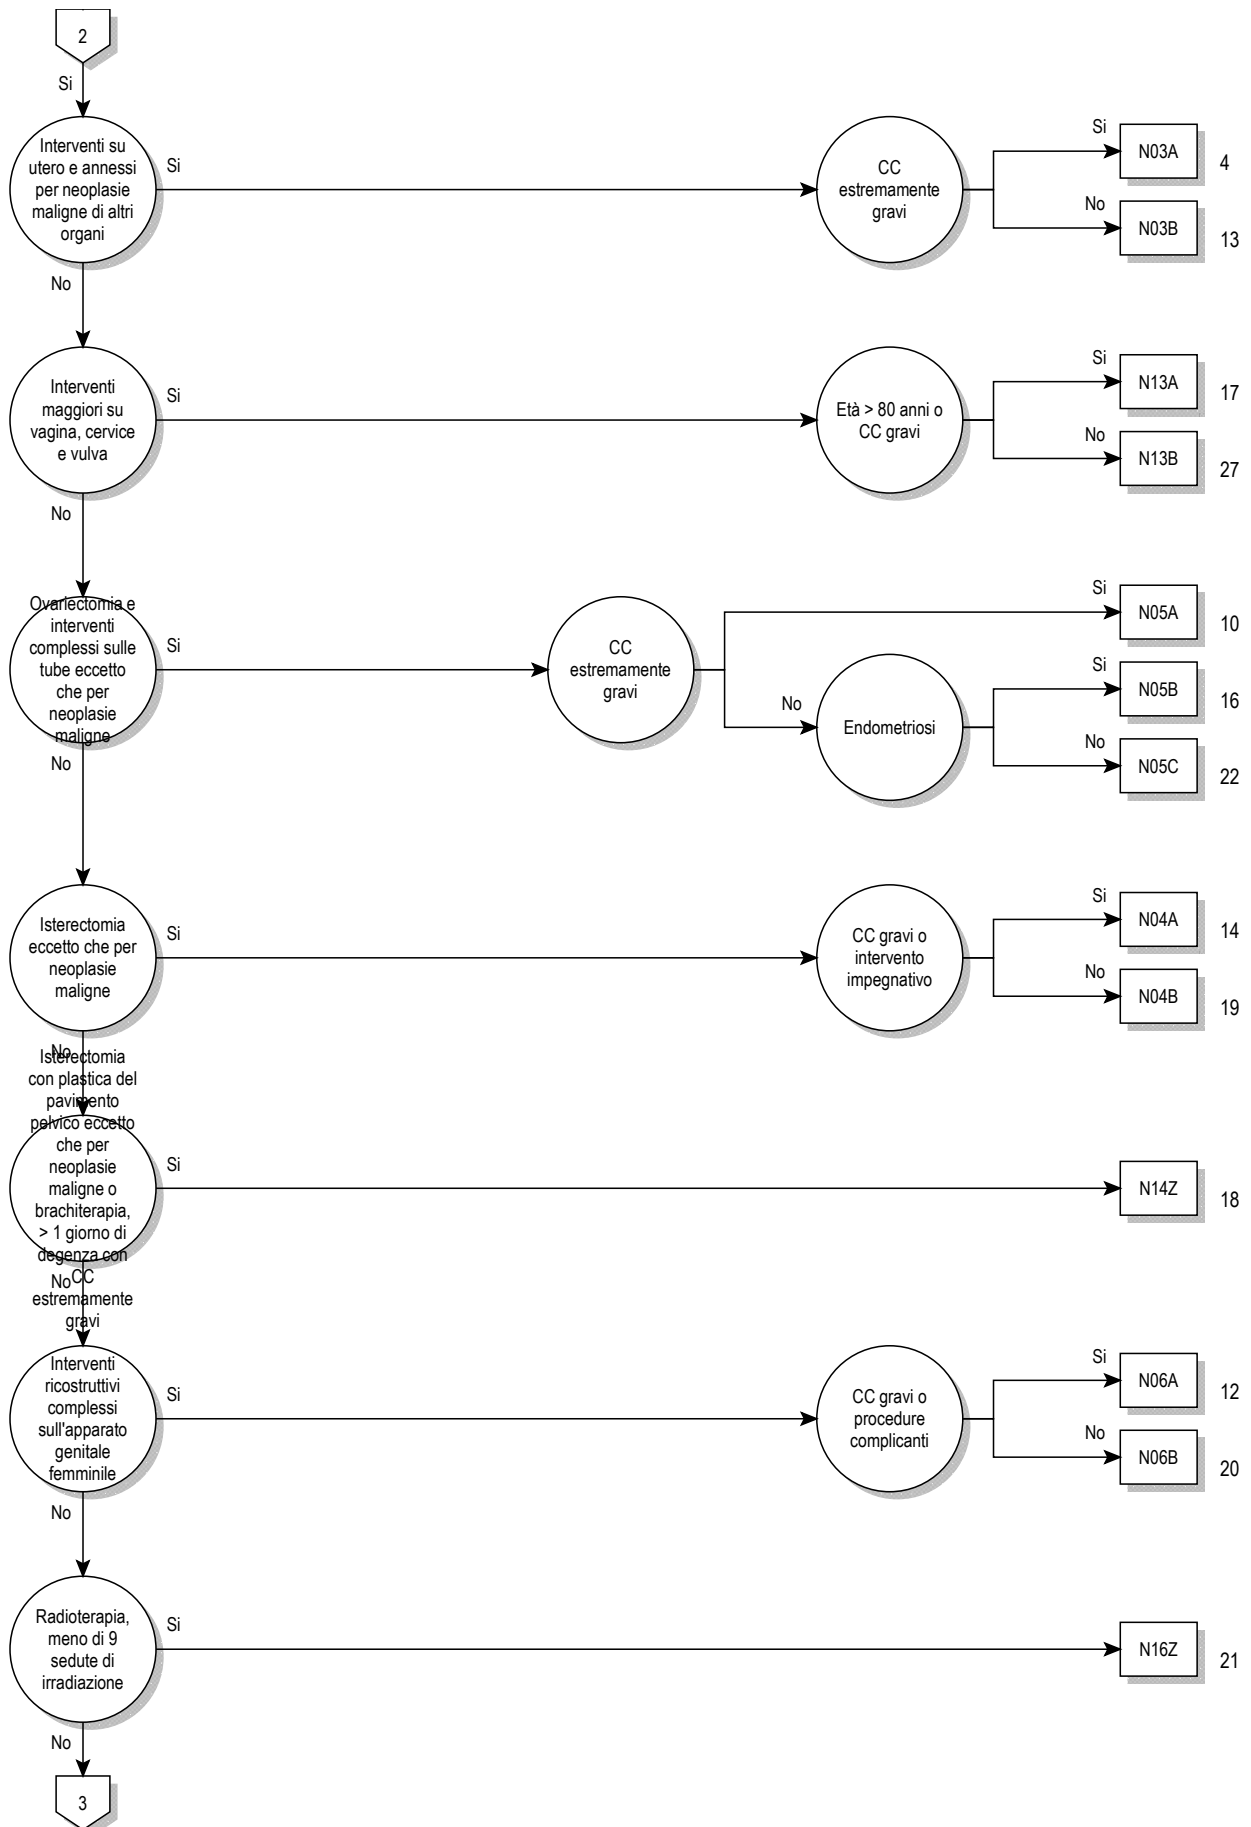 2
Si
Interventi su
utero e annessi
per neoplasie
maligne di altri
organi
Si
CC
estremamente
gravi
Si
N03A
4
No
N03B
13
No
Interventi
maggiori su
vagina, cervice
e vulva
Si
Età > 80 anni o
CC gravi
Si
N13A
17
No
N13B
27
No
Ovariectomia e
interventi
complessi sulle
tube eccetto
che per
neoplasie
maligne
Si
CC
estremamente
gravi
Si
N05A
10
No
Endometriosi
Si
N05B
16
No
N05C
22
No
Isterectomia
eccetto che per
neoplasie
maligne
Si
CC gravi o
intervento
impegnativo
Si
N04A
14
No
N04B
19
No
Isterectomia
con plastica del
pavimento
pelvico eccetto
che per
neoplasie
maligne o
brachiterapia,
> 1 giorno di
degenza con
CC
estremamente
gravi
Si
N14Z
18
No
Interventi
ricostruttivi
complessi
sull'apparato
genitale
femminile
Si
CC gravi o
procedure
complicanti
Si
N06A
12
No
N06B
20
No
Radioterapia,
meno di 9
sedute di
irradiazione
Si
N16Z
21
No
3